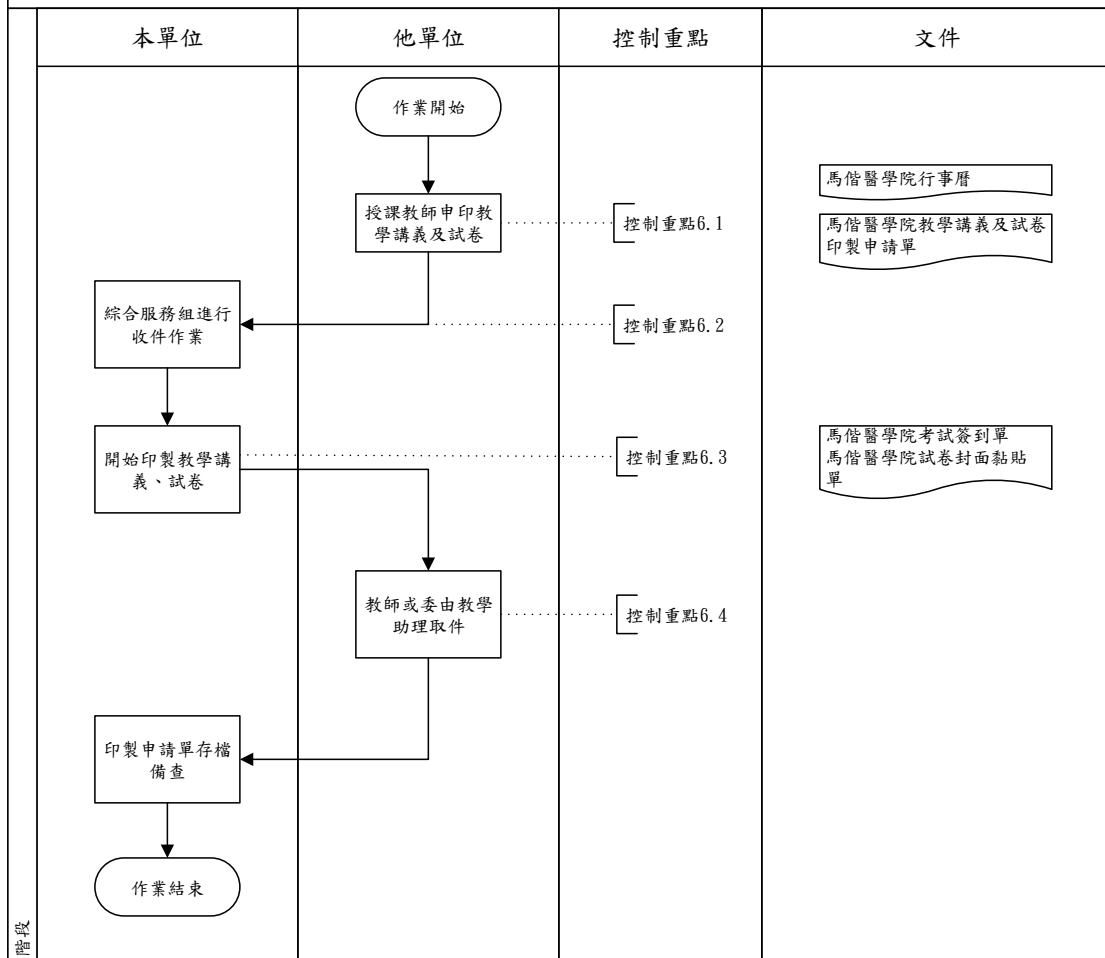 本單位
他單位
控制重點
文件
作業開始
馬偕醫學院行事曆
授課教師申印教
學講義及試卷
控制重點6.1
馬偕醫學院教學講義及試卷
印製申請單
綜合服務組進行
收件作業
控制重點6.2
開始印製教學講
義、試卷
控制重點6.3
馬偕醫學院考試簽到單
馬偕醫學院試卷封面黏貼
單
教師或委由教學
助理取件
控制重點6.4
印製申請單存檔
備查
作業結束
階段